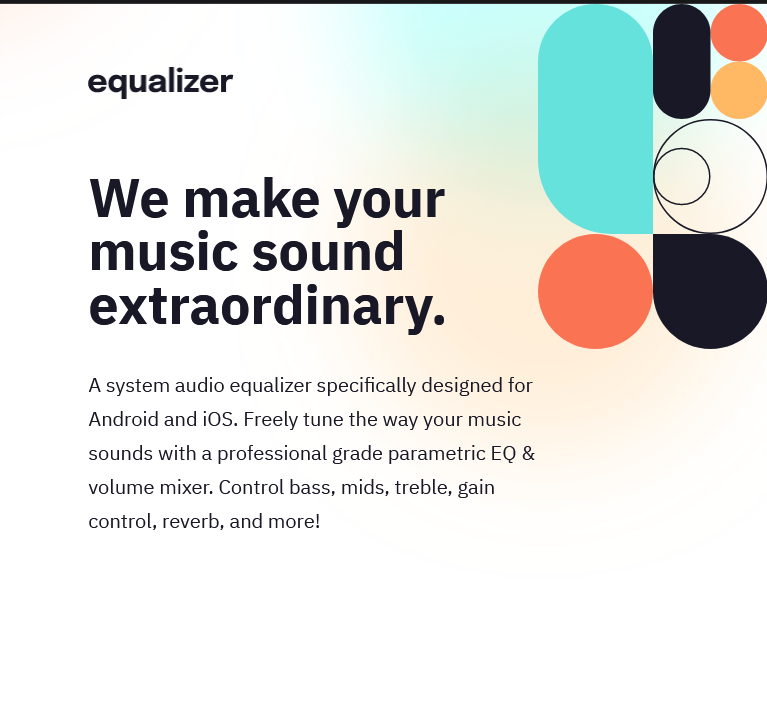 equalizer
We make your
music sound
extraordinary.
A system audio equalizer specifically designed for
Android and iOS. Freely tune the way your music
sounds with a professional grade parametric EQ &
volume mixer. Control bass, mids, treble, gain
control, reverb, and more!